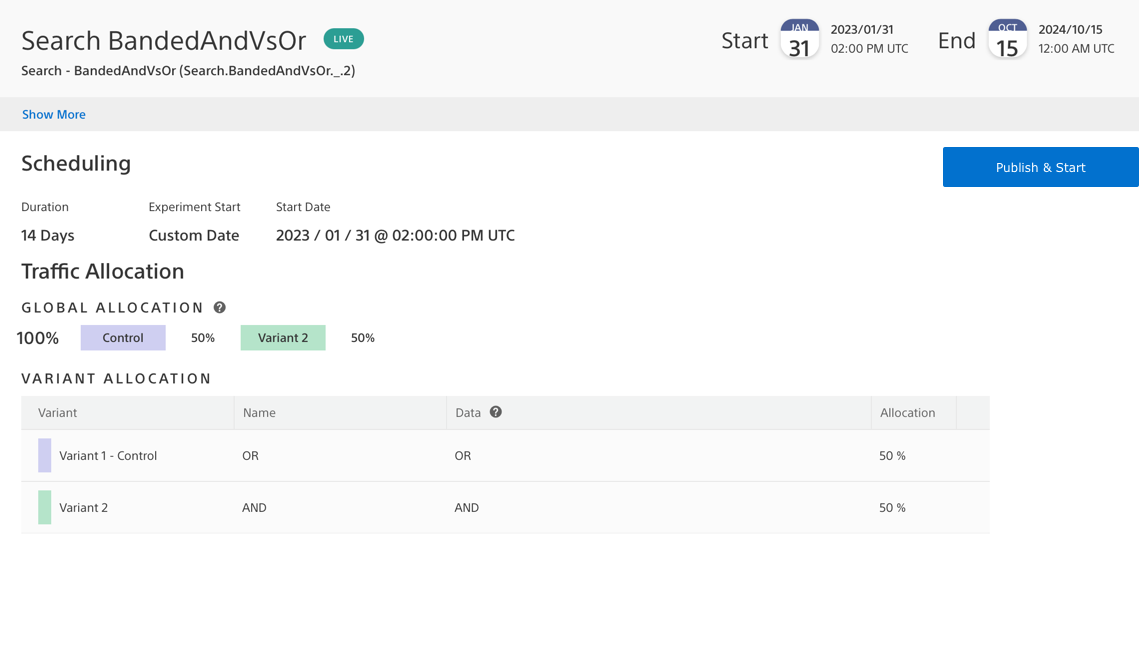 Search BandedAndVsOr LIVE
Search - BandedAndVsOr (Search.BandedAndVsOr._.2)
Start JAN 31 2023/01/31 02:00 PM UTC
End OCT 15 2024/10/15 12:00 AM UTC
Show More
Scheduling
Publish & Start
Duration Experiment Start Start Date
14 Days Custom Date 2023 / 01 / 31 @ 02:00:00 PM UTC
Traffic Allocation
GLOBAL ALLOCATION ?
100% Control 50% Variant 2 50%
VARIANT ALLOCATION
Variant Name Data ? Allocation
Variant 1 - Control OR OR 50 %
Variant 2 AND AND 50 %